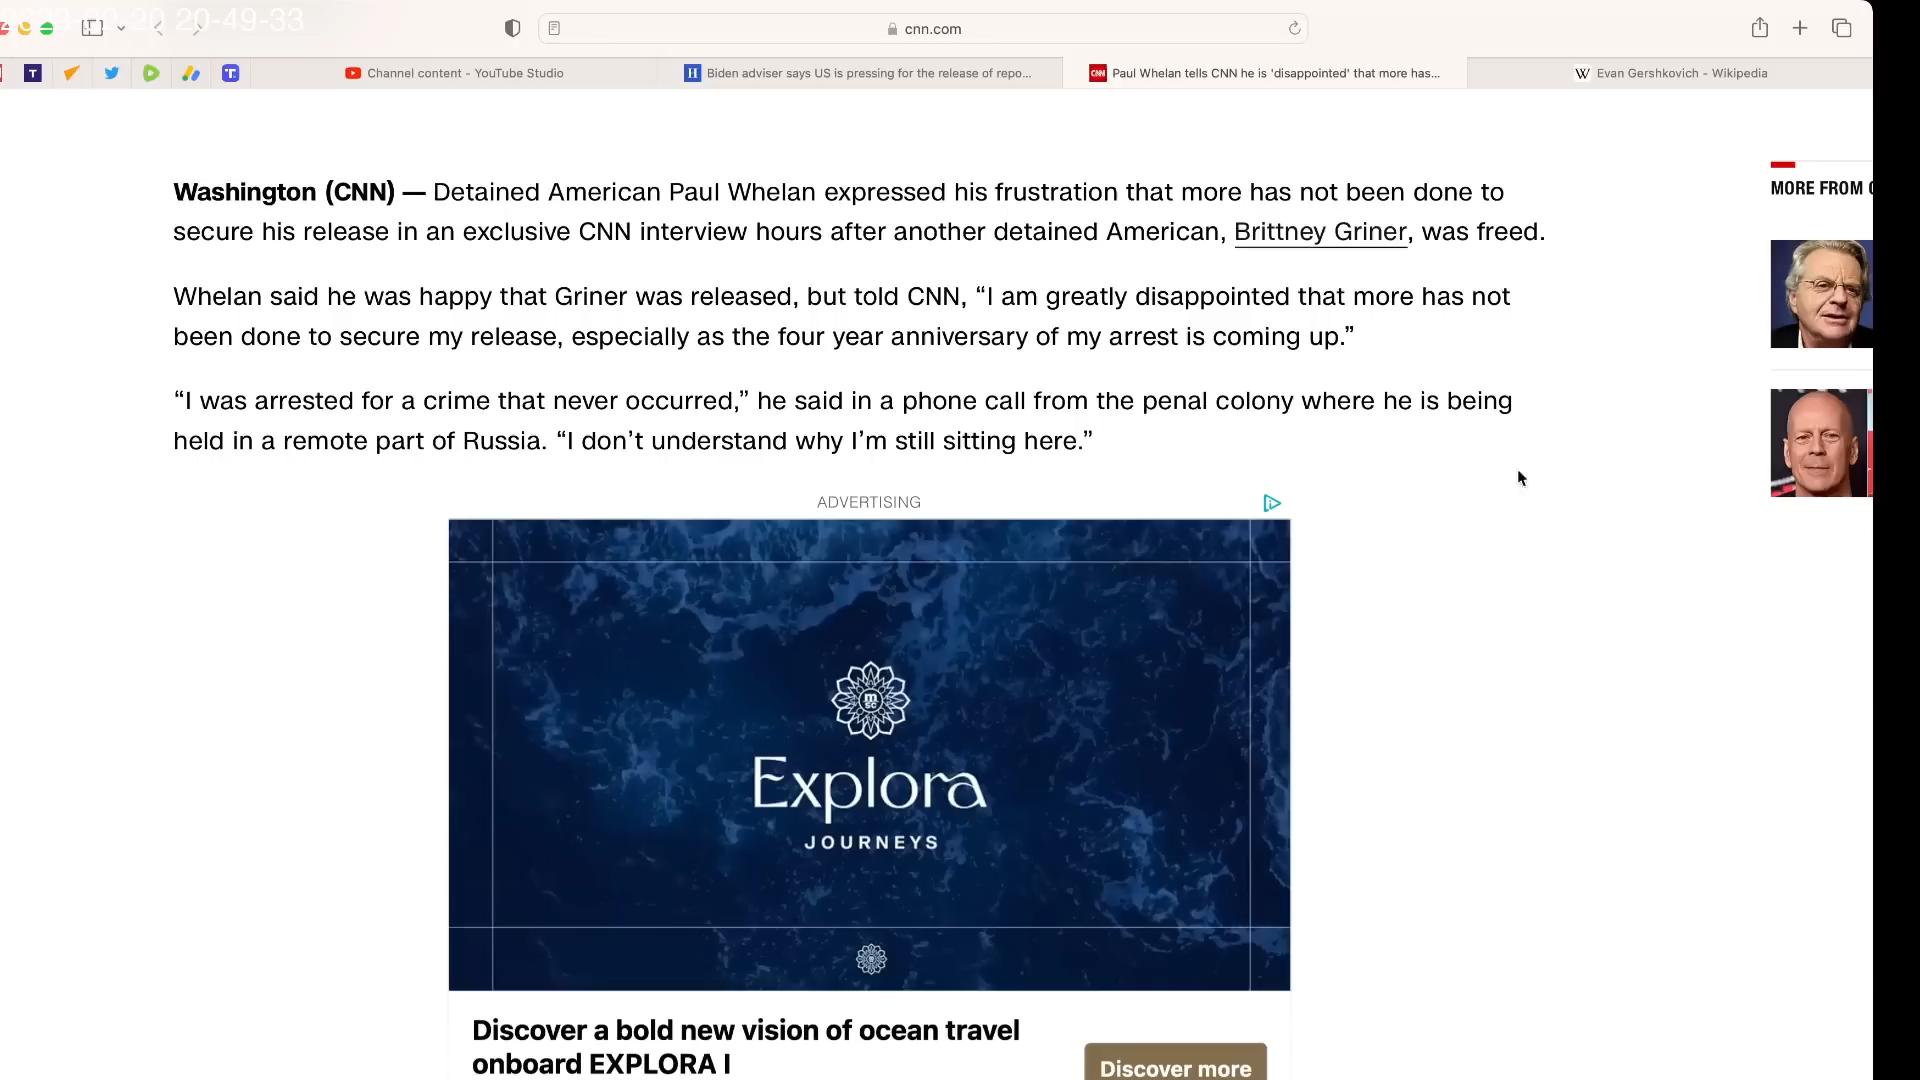 20-49-33
cnn.com
Channel content - YouTube Studio
Biden adviser says US is pressing for the release of repo...
CNN
Paul Whelan tells CNN he is 'disappointed' that more has...
Evan Gershkovich - Wikipedia
Washington (CNN) — Detained American Paul Whelan expressed his frustration that more has not been done to
secure his release in an exclusive CNN interview hours after another detained American, Brittney Griner, was freed.
MORE FROM
Whelan said he was happy that Griner was released, but told CNN, “I am greatly disappointed that more has not
been done to secure my release, especially as the four year anniversary of my arrest is coming up.”
“I was arrested for a crime that never occurred,” he said in a phone call from the penal colony where he is being
held in a remote part of Russia. “I don’t understand why I’m still sitting here.”
ADVERTISING
m
sc
Explora
JOURNEYS
Discover a bold new vision of ocean travel
onboard EXPLORA I
Discover more